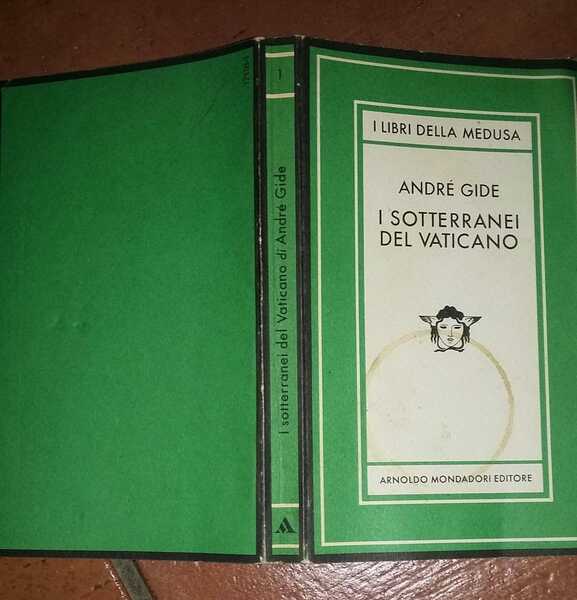 I LIBRI DELLA MEDUSA
ANDRÉ GIDE
I SOTTERRANEI
DEL VATICANO
ARNOLDO MONDADORI EDITORE
1
I sotterranei del Vaticano di André Gide